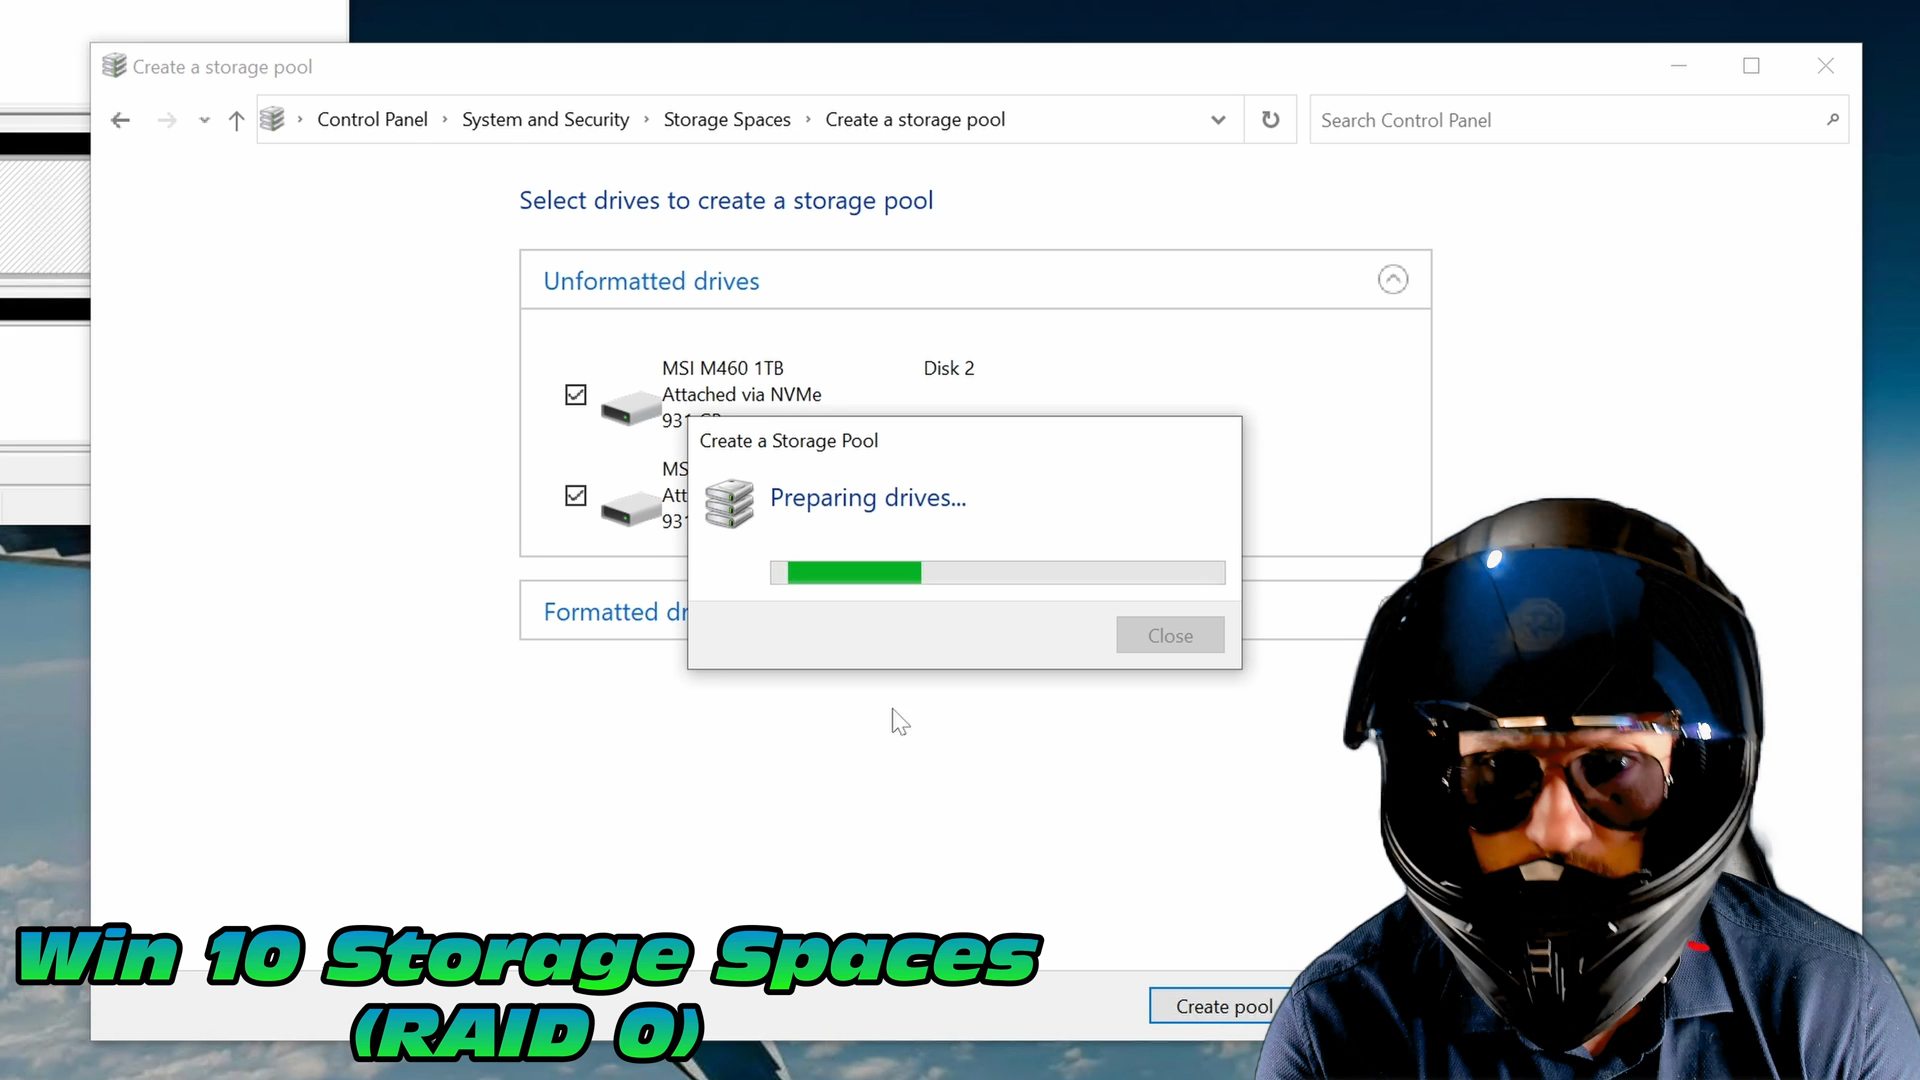 Create a storage pool
Control Panel › System and Security › Storage Spaces › Create a storage pool
Search Control Panel
Select drives to create a storage pool
Unformatted drives
MSI M460 1TB Disk 2
Attached via NVMe
931 GB
Create a Storage Pool
MS
Preparing drives...
Att
931
Formatted dr
Close
Win 10 Storage Spaces
(RAID 0)
Create pool